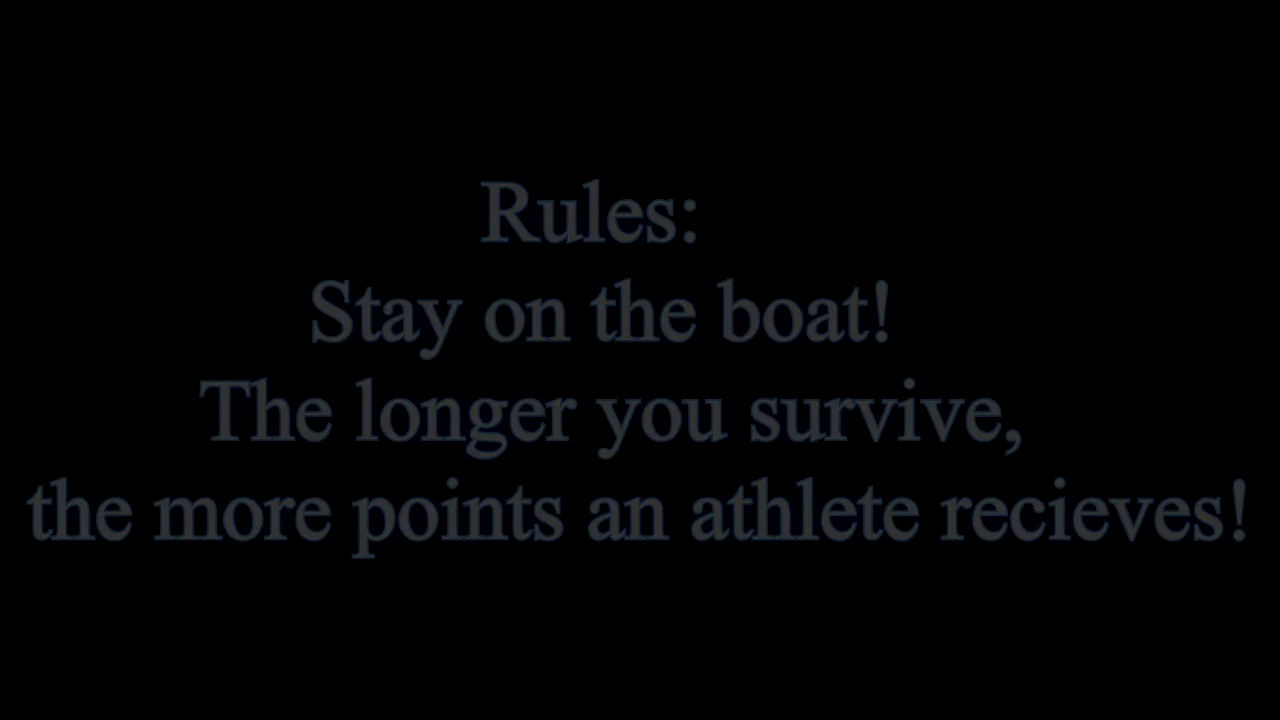 Rules:
Stay on the boat!
The longer you survive,
the more points an athlete recieves!